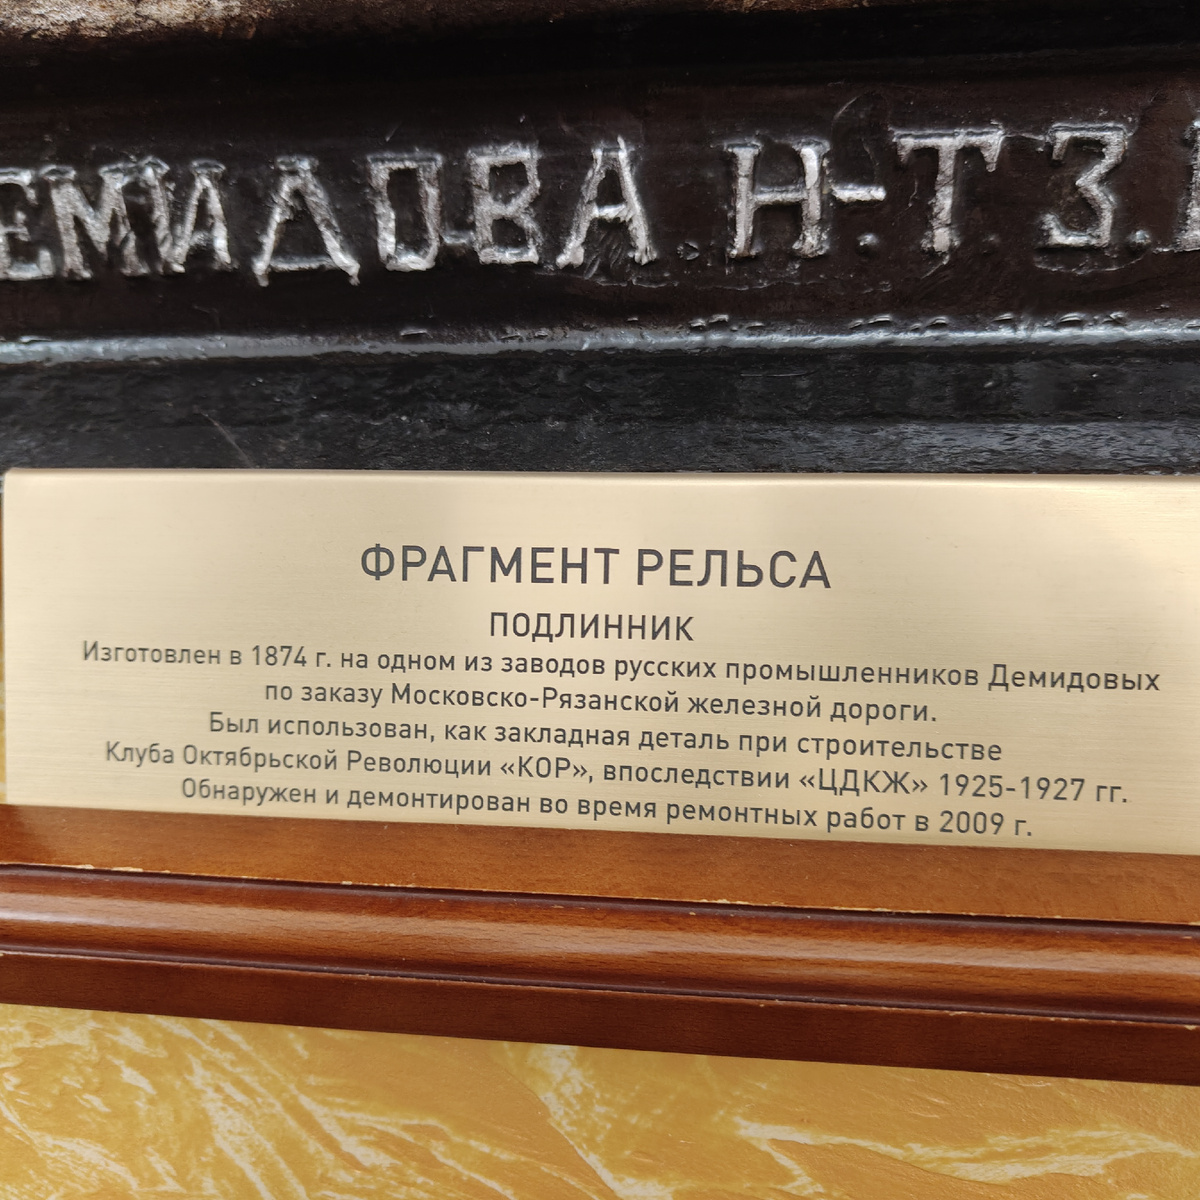 ЕМИДОВА. Н-.Т.З.
ФРАГМЕНТ РЕЛЬСА
ПОДЛИННИК
Изготовлен в 1874 г. на одном из заводов русских промышленников Демидовых
по заказу Московско-Рязанской железной дороги.
Был использован, как закладная деталь при строительстве
Клуба Октябрьской Революции «КОР», впоследствии «ЦДКЖ» 1925-1927 гг.
Обнаружен и демонтирован во время ремонтных работ в 2009 г.